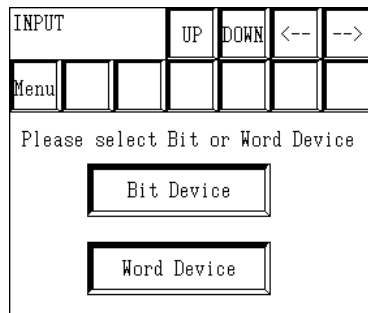 INPUT UP DOWN <-- -->
Menu
Please select Bit or Word Device
Bit Device
Word Device